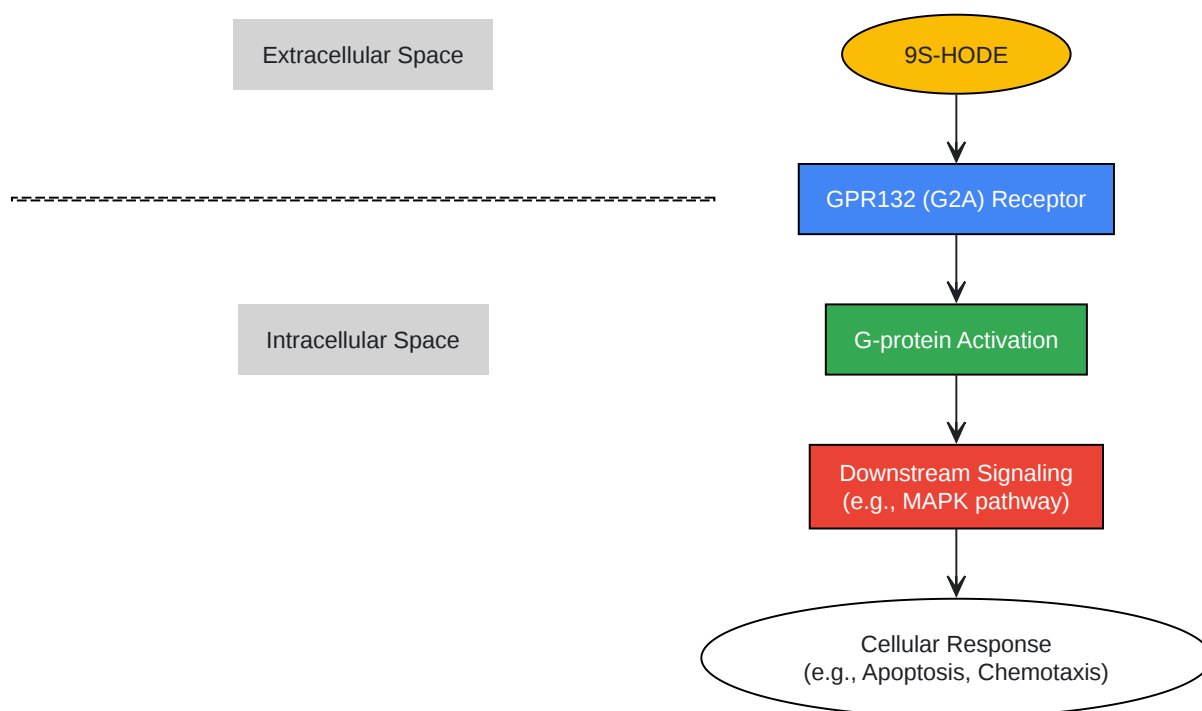 Extracellular Space
9S-HODE
GPR132 (G2A) Receptor
Intracellular Space
G-protein Activation
Downstream Signaling
(e.g., MAPK pathway)
Cellular Response
(e.g., Apoptosis, Chemotaxis)